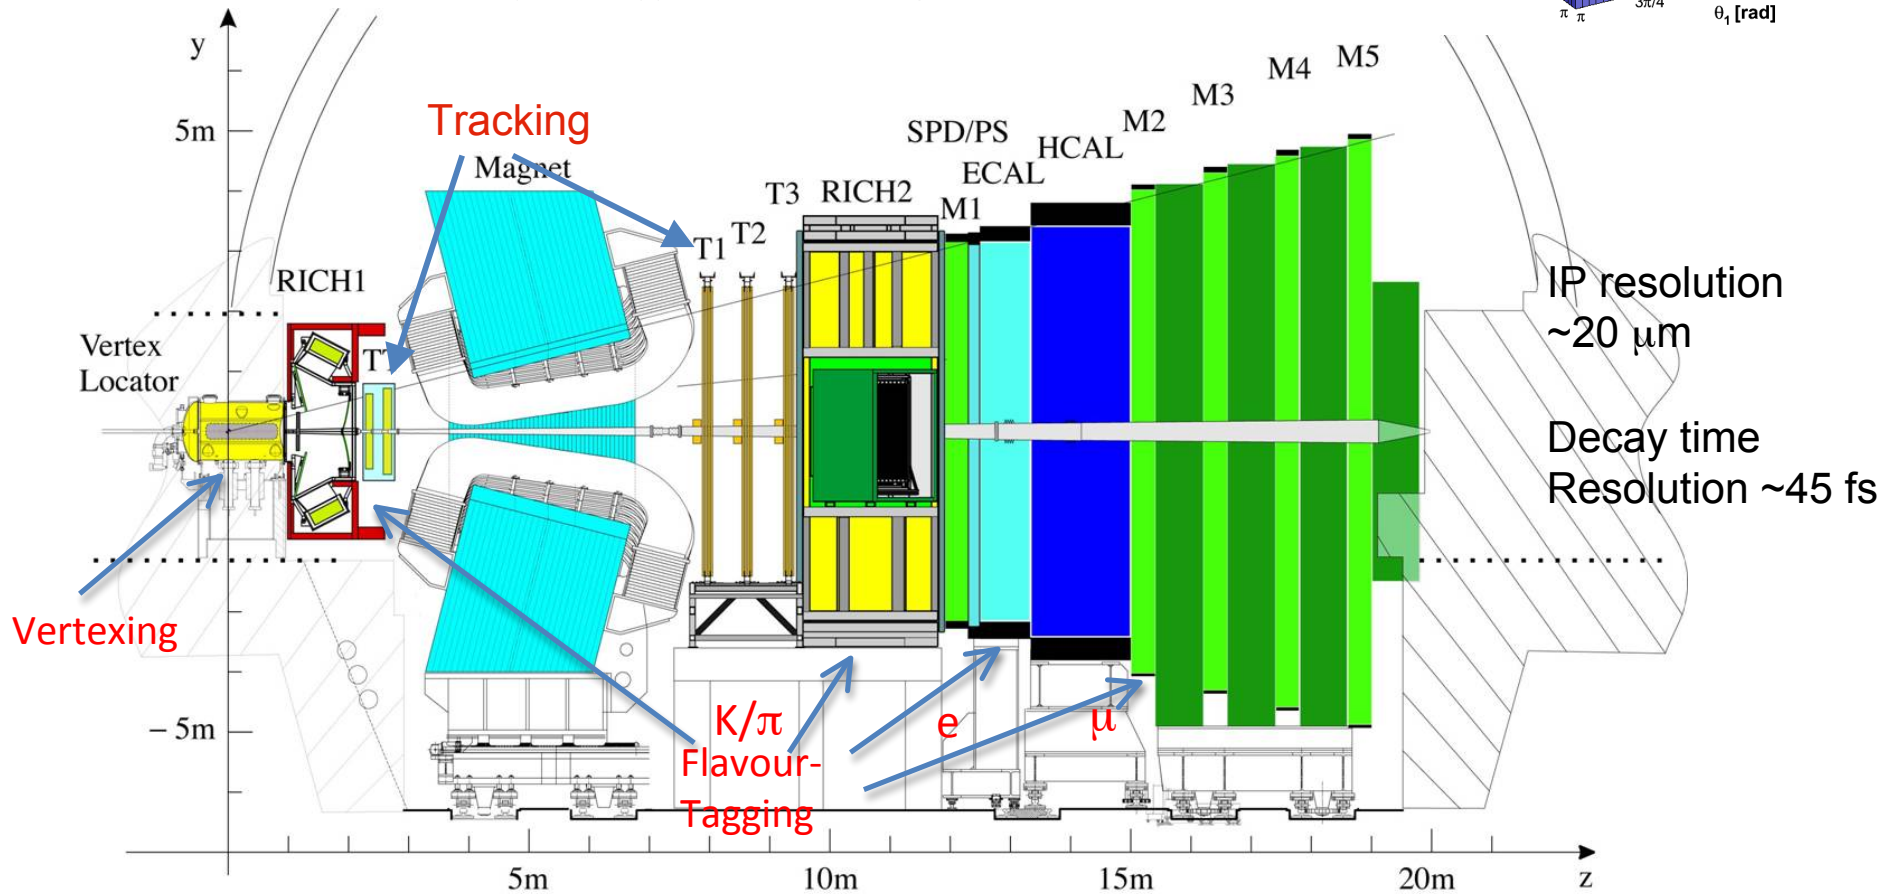 π π
3π/4
θ1 [rad]
y
M5
M4
M3
M2
5m
Tracking
SPD/PS
HCAL
ECAL
Magnet
T3
RICH2
M1
T2
T1
RICH1
IP resolution
~20 μm
Vertex
Locator
Decay time
Resolution ~45 fs
Vertexing
K/π
e
μ
Flavour-
Tagging
– 5m
5m
10m
15m
20m
z